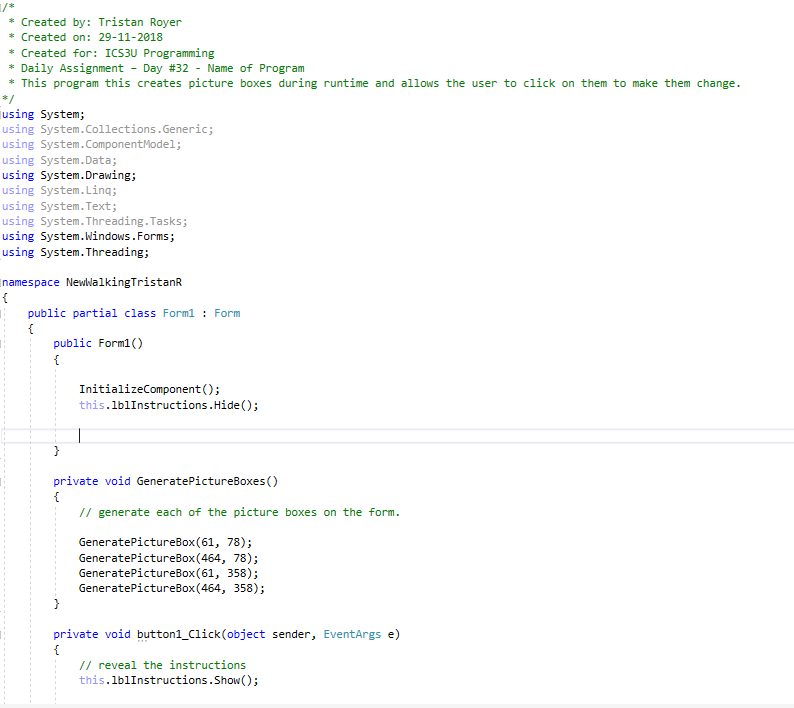 /*
* Created by: Tristan Royer
* Created on: 29-11-2018
* Created for: ICS3U Programming
* Daily Assignment – Day #32 - Name of Program
* This program this creates picture boxes during runtime and allows the user to click on them to make them change.
*/
using System;
using System.Collections.Generic;
using System.ComponentModel;
using System.Data;
using System.Drawing;
using System.Linq;
using System.Text;
using System.Threading.Tasks;
using System.Windows.Forms;
using System.Threading;
namespace NewWalkingTristanR
{
public partial class Form1 : Form
{
public Form1()
{
InitializeComponent();
this.lblInstructions.Hide();
}
private void GeneratePictureBoxes()
{
// generate each of the picture boxes on the form.
GeneratePictureBox(61, 78);
GeneratePictureBox(464, 78);
GeneratePictureBox(61, 358);
GeneratePictureBox(464, 358);
}
private void button1_Click(object sender, EventArgs e)
{
// reveal the instructions
this.lblInstructions.Show();